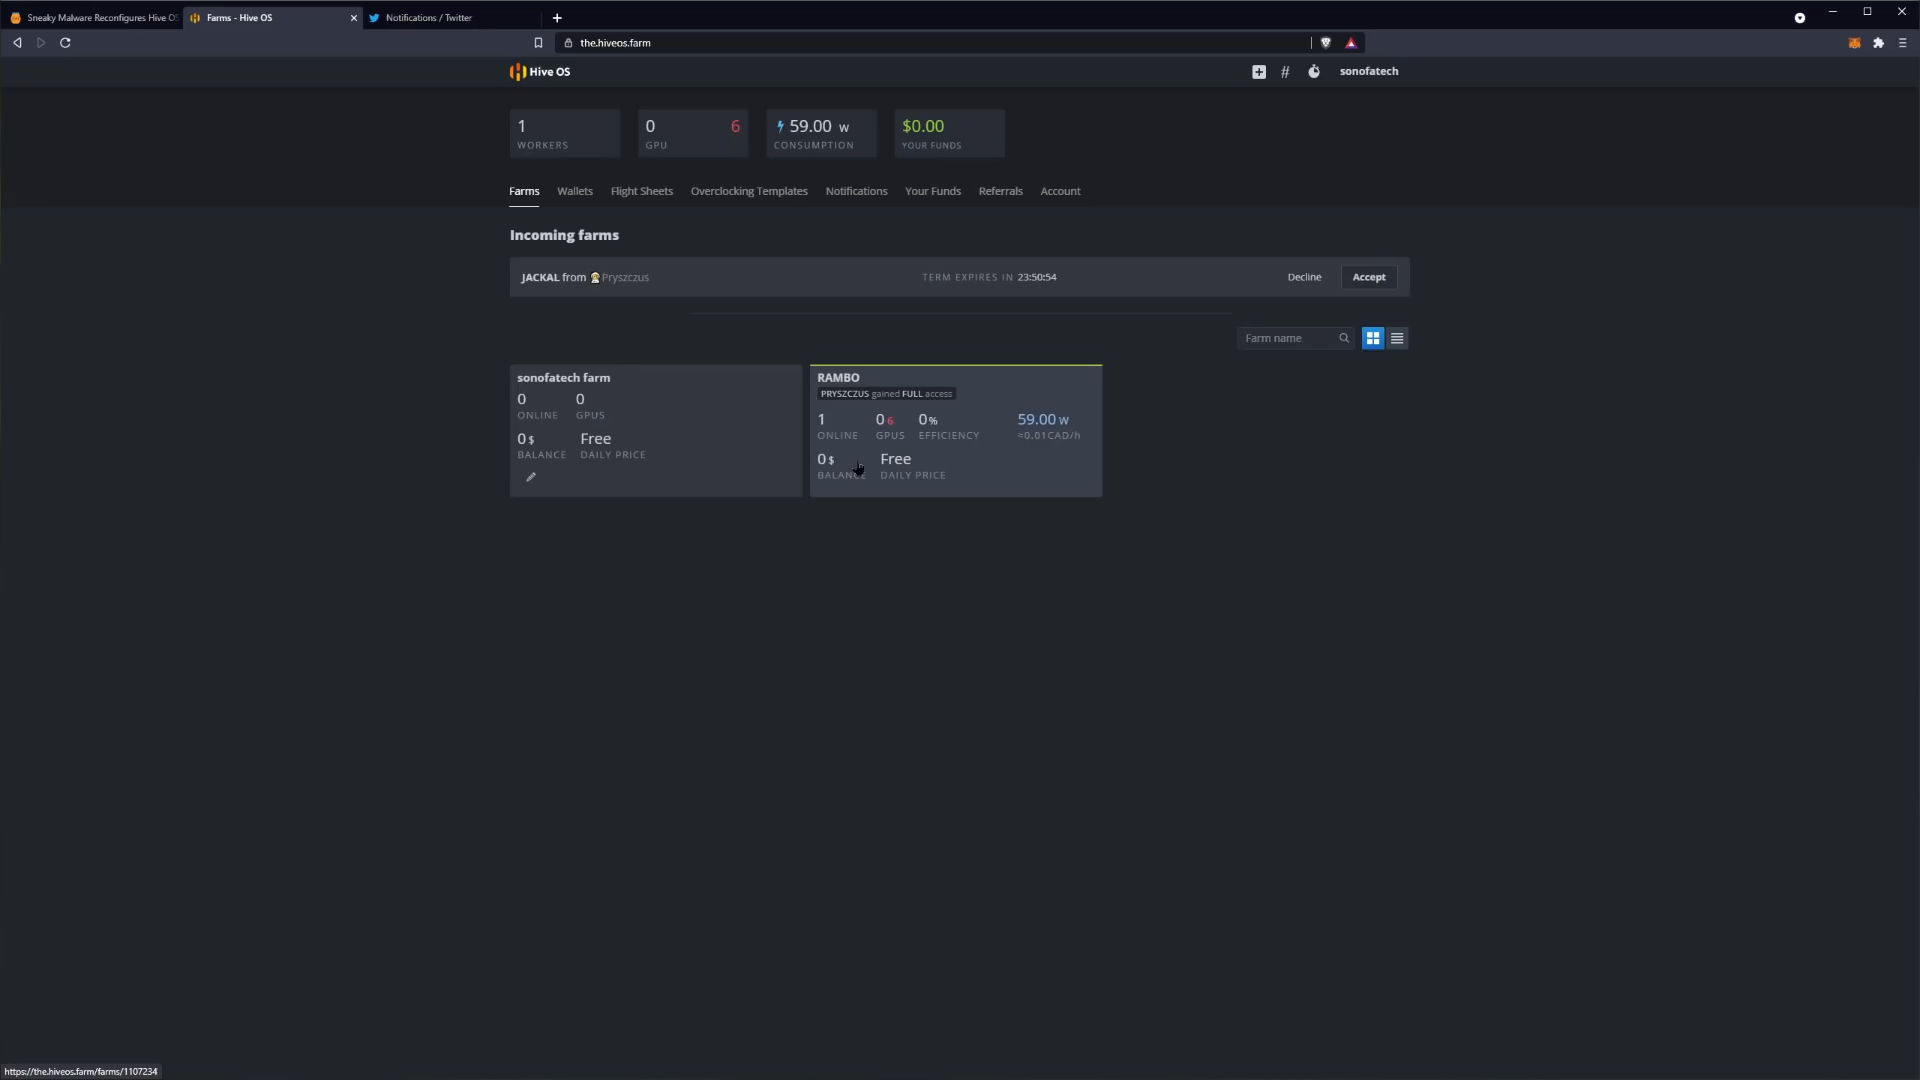 Sneaky Malware Reconfigures Hive OS
Farms - Hive OS
Notifications / Twitter
the.hiveos.farm
Hive OS
sonofatech
1
WORKERS
0 6
GPU
59.00 W
CONSUMPTION
$0.00
YOUR FUNDS
Farms Wallets Flight Sheets Overclocking Templates Notifications Your Funds Referrals Account
Incoming farms
JACKAL from Pryszczus
TERM EXPIRES IN 23:50:54
Decline
Accept
Farm name
sonofatech farm
0 0
ONLINE GPUS
0 $ Free
BALANCE DAILY PRICE
RAMBO
PRYSZCZUS gained FULL access
1 0 6 0 % 59.00 W
ONLINE GPUS EFFICIENCY ≈0.01CAD/h
0 $ Free
BALANCE DAILY PRICE
https://the.hiveos.farm/farms/1107234